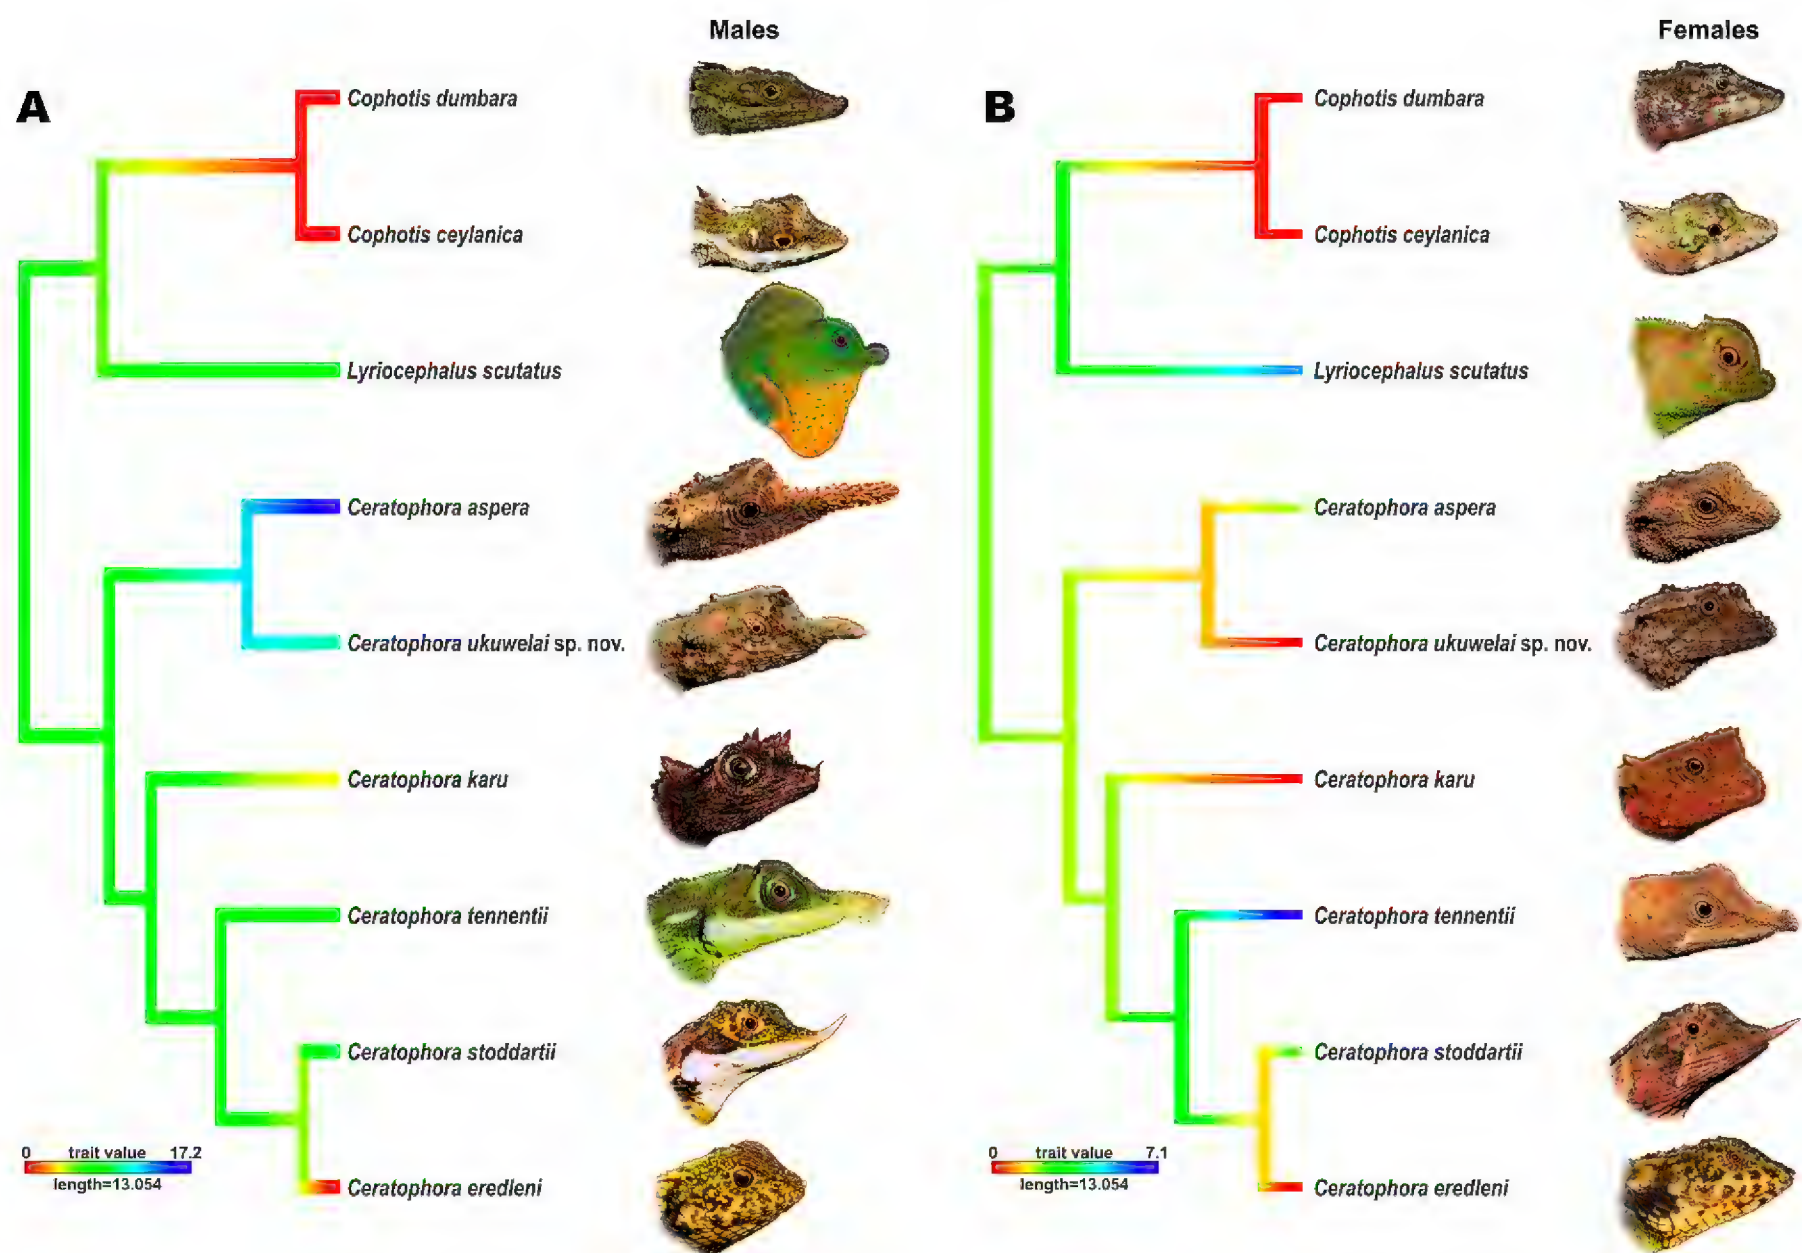 Males
A
Cophotis dumbara
Cophotis ceylanica
Lyriocephalus scutatus
Ceratophora aspera
Ceratophora ukuwelai sp. nov.
Ceratophora karu
Ceratophora tennentii
Ceratophora stoddartii
Ceratophora eredleni
0 trait value 17.2
length=13.054
Females
B
Cophotis dumbara
Cophotis ceylanica
Lyriocephalus scutatus
Ceratophora aspera
Ceratophora ukuwelai sp. nov.
Ceratophora karu
Ceratophora tennentii
Ceratophora stoddartii
Ceratophora eredleni
0 trait value 7.1
length=13.054